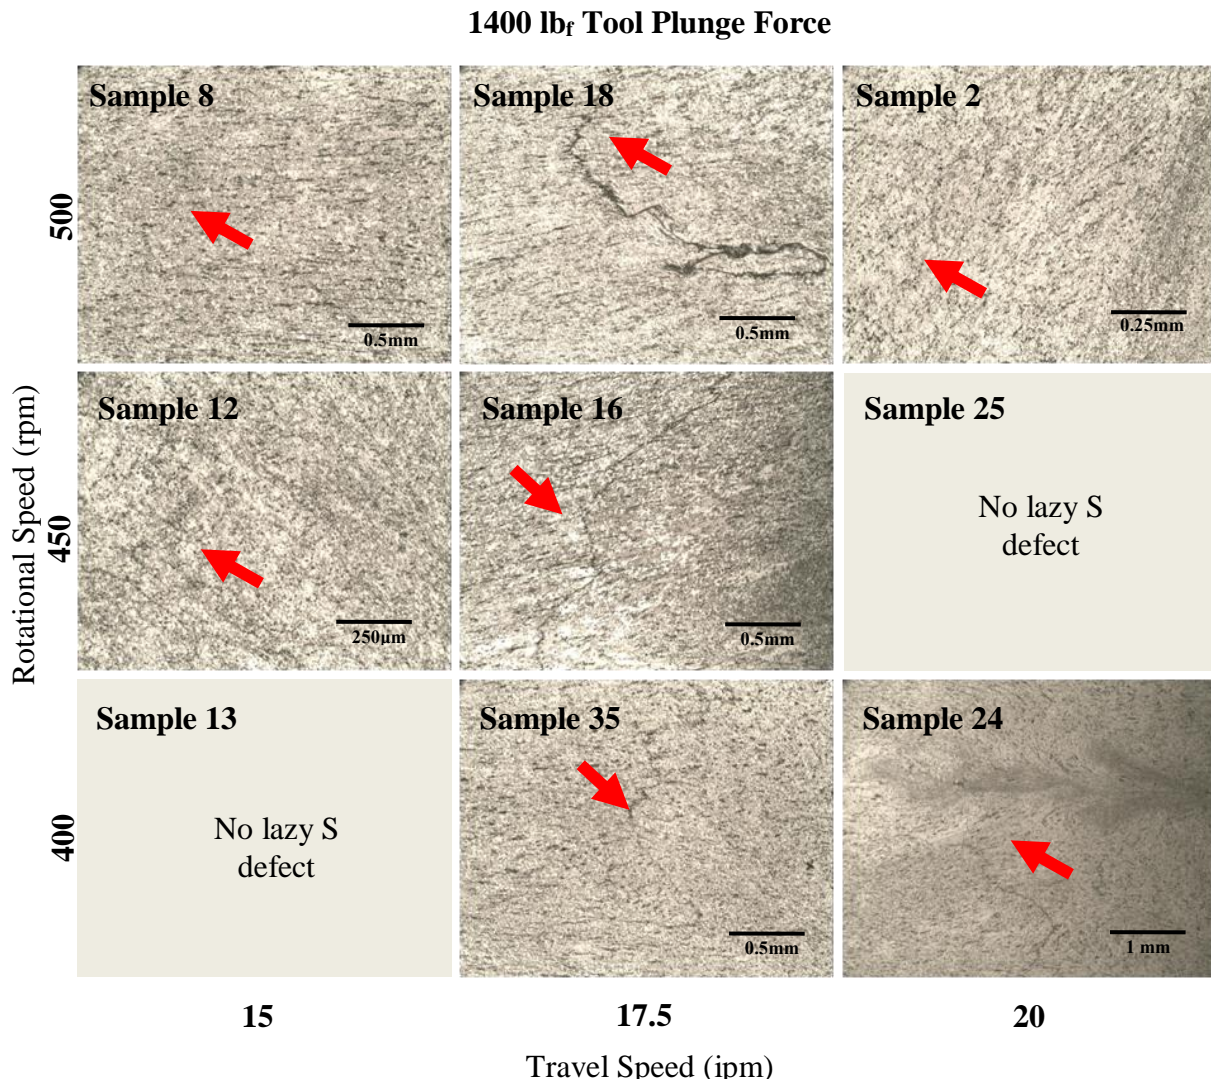 1400 lbf Tool Plunge Force
Sample 8
0.5mm
Sample 18
0.5mm
Sample 2
0.25mm
500
Sample 12
250µm
Sample 16
0.5mm
Sample 25
No lazy S
defect
450
Rotational Speed (rpm)
Sample 13
No lazy S
defect
Sample 35
0.5mm
Sample 24
1 mm
400
15
17.5
20
Travel Speed (ipm)